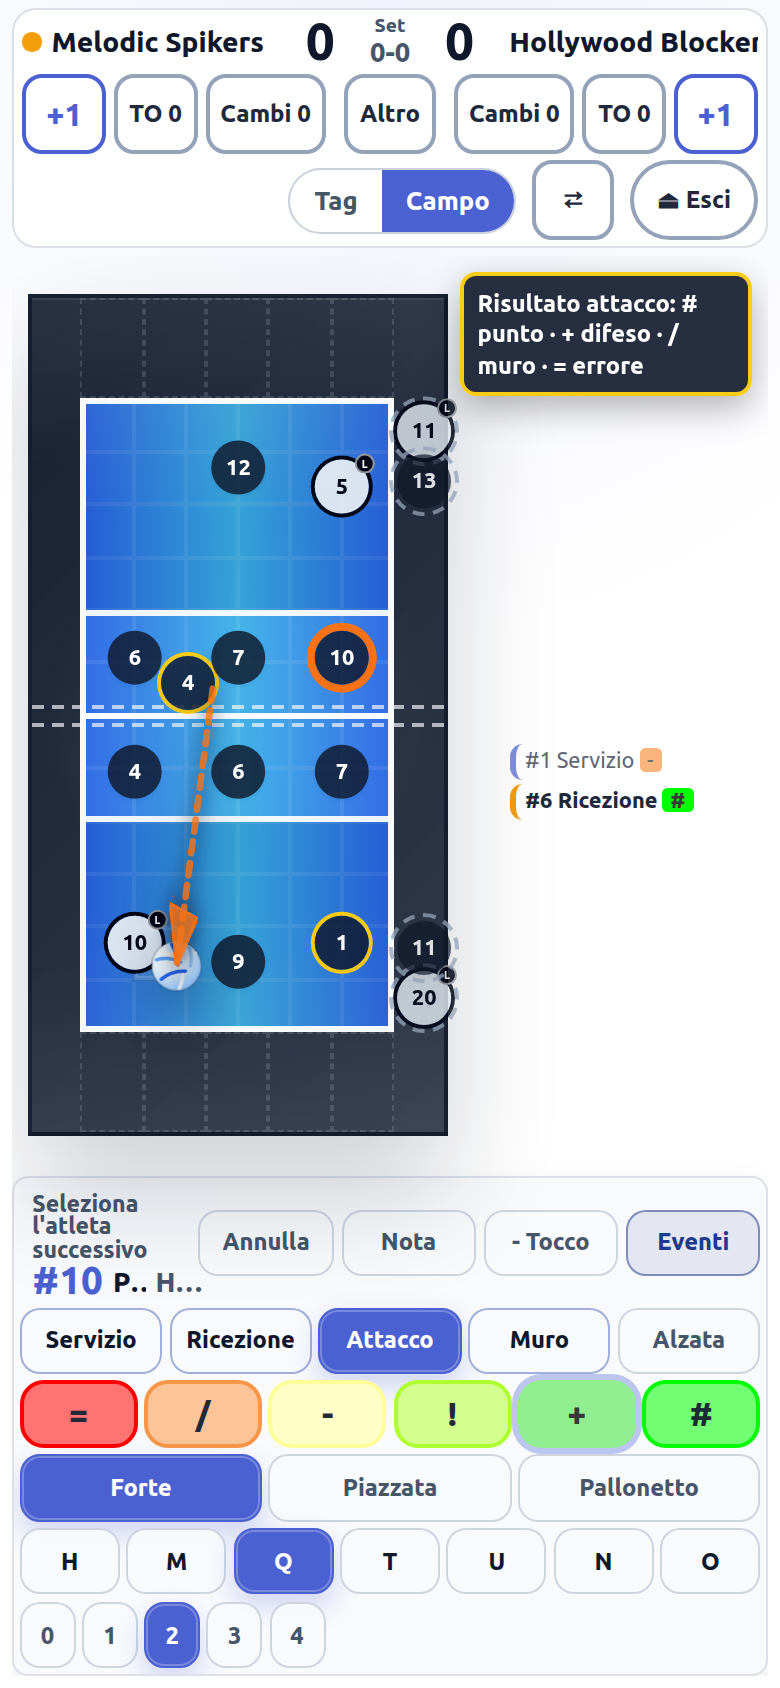 Melodic Spikers 0 Set 0-0 0 Hollywood Blocker
+1 TO 0 Cambi 0 Altro Cambi 0 TO 0 +1
Tag Campo ⇄ ⏏ Esci
Risultato attacco: #
punto · + difeso · /
muro · = errore
11 L
12
5 L
13
6
7
10
4
4
6
7
#1 Servizio -
#6 Ricezione #
10 L
9
1
11
20 L
Seleziona
l'atleta
successivo
#10 P.. H...
Annulla Nota - Tocco Eventi
Servizio Ricezione Attacco Muro Alzata
= / - ! + #
Forte Piazzata Pallonetto
H M Q T U N O
0 1 2 3 4